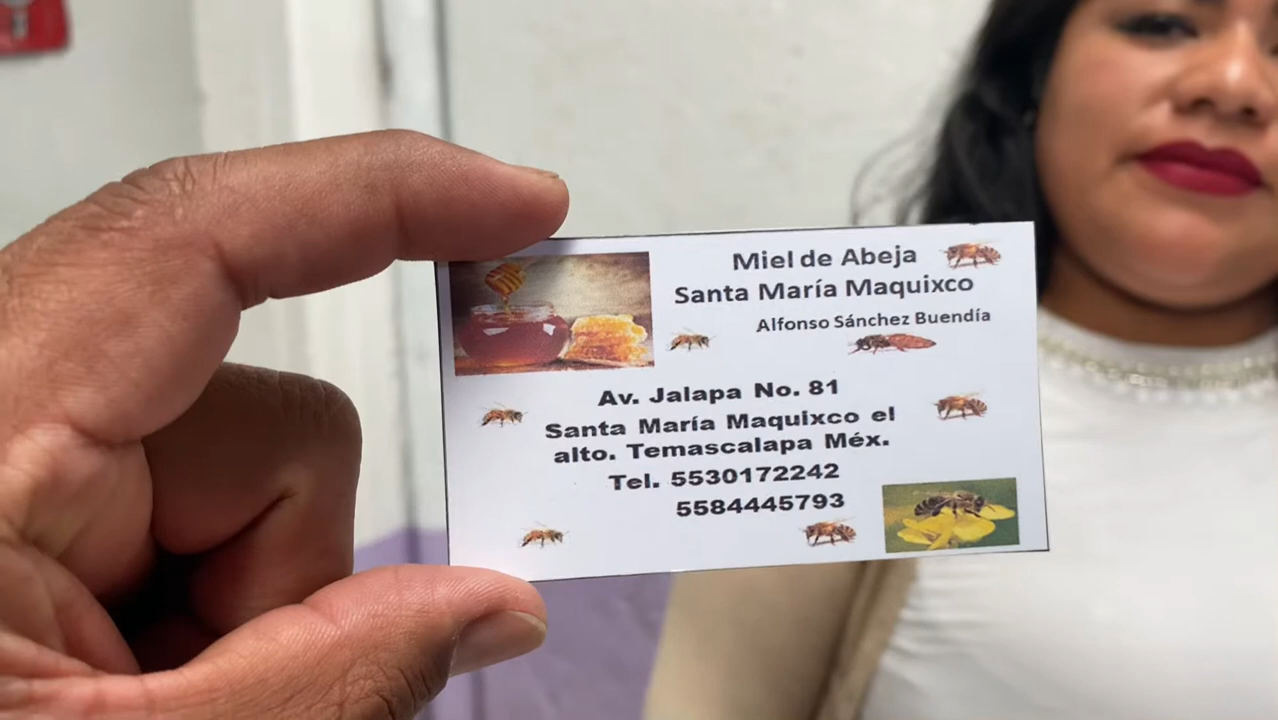 Miel de Abeja
Santa María Maquixco
Alfonso Sánchez Buendía
Av. Jalapa No. 81
Santa María Maquixco el
alto. Temascalapa Méx.
Tel. 5530172242
5584445793